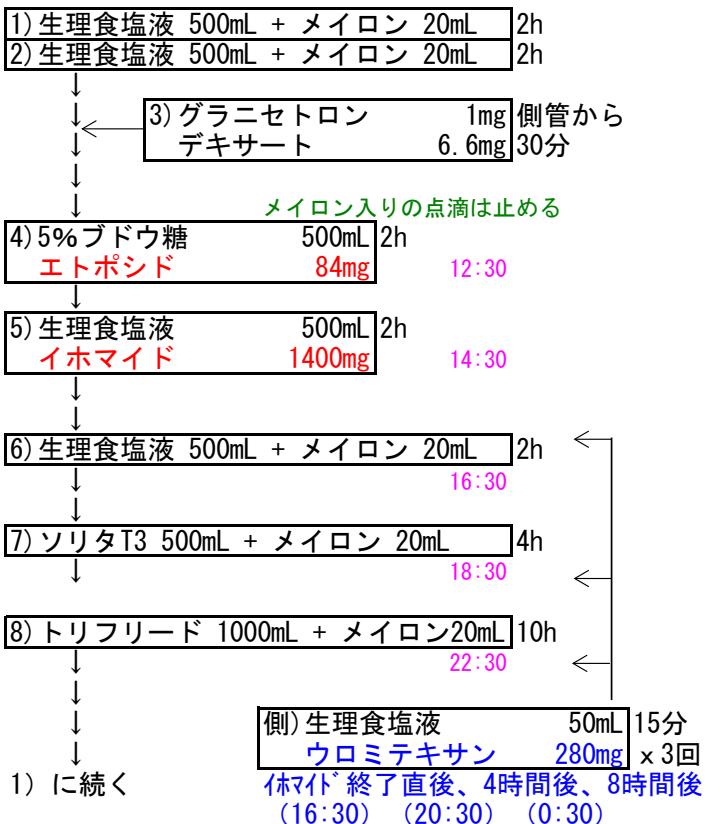 1)生理食塩液 500mL + メイロン 20mL 2h
2)生理食塩液 500mL + メイロン 20mL 2h
↓
↓
3)グラニセトロン 1mg 側管から
↓
デキサート 6.6mg 30分
↓
↓
メイロン入りの点滴は止める
4)5%ブドウ糖 500mL 2h
エトポシド 84mg 12:30
↓
5)生理食塩液 500mL 2h
イホマイド 1400mg 14:30
↓
↓
6)生理食塩液 500mL + メイロン 20mL 2h
↓ 16:30
7)ソリタT3 500mL + メイロン 20mL 4h
↓ 18:30
8)トリフリード 1000mL + メイロン20mL 10h
↓ 22:30
↓
↓ 側)生理食塩液 50mL 15分
↓ ウロミテキサン 280mg x 3回
1) に続く ｲﾎﾏｲﾄﾞ終了直後、4時間後、8時間後
(16:30) (20:30) (0:30)